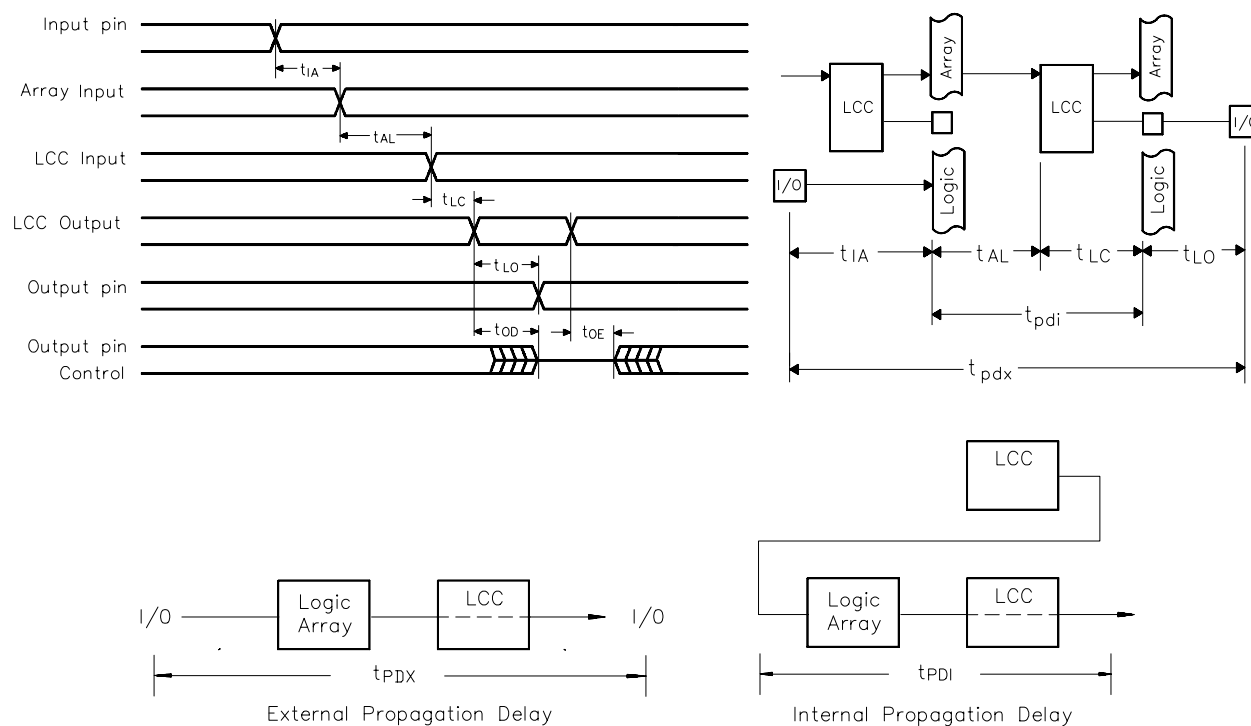 Input pin
tIA
Array Input
tAL
LCC Input
tLC
LCC Output
tLO
Output pin
tOD
tOE
Output pin
Control
Array
Array
LCC
LCC
I/O
I/O
Logic
Logic
tIA
tAL
tLC
tLO
tpdi
tpdx
I/O
Logic
Array
LCC
I/O
tPDX
External Propagation Delay
LCC
Logic
Array
LCC
tPDI
Internal Propagation Delay